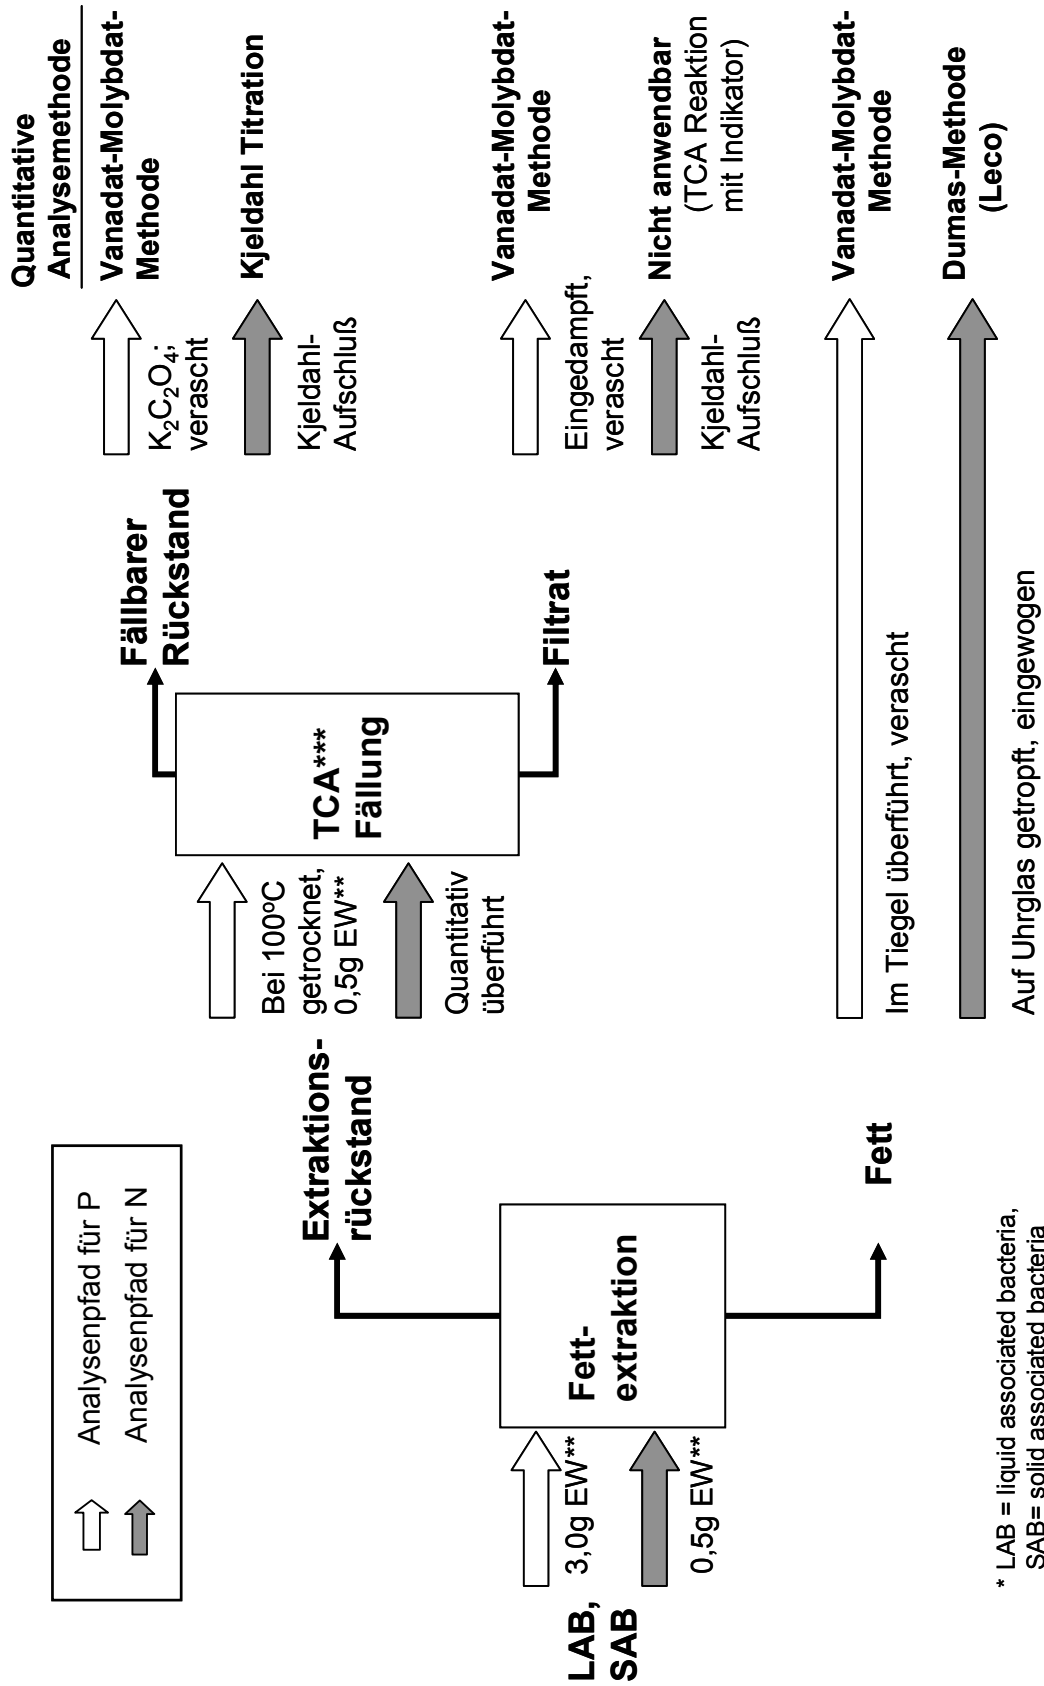 Analysenpfad für P
Analysenpfad für N
LAB,
SAB
3,0g EW**
0,5g EW**
Fett-
extraktion
Extraktions-
rückstand
Fett
Bei 100ºC
getrocknet,
0,5g EW**
Quantitativ
überführt
TCA***
Fällung
Fällbarer
Rückstand
Filtrat
Quantitative
Analysemethode
K₂C₂O₄;
verascht
Vanadat-Molybdat-
Methode
Kjeldahl-
Aufschluß
Kjeldahl Titration
Eingedampft,
verascht
Vanadat-Molybdat-
Methode
Kjeldahl-
Aufschluß
Nicht anwendbar
(TCA Reaktion
mit Indikator)
Im Tiegel überführt, verascht
Vanadat-Molybdat-
Methode
Auf Uhrglas getropft, eingewogen
Dumas-Methode
(Leco)
* LAB = liquid associated bacteria,
SAB= solid associated bacteria